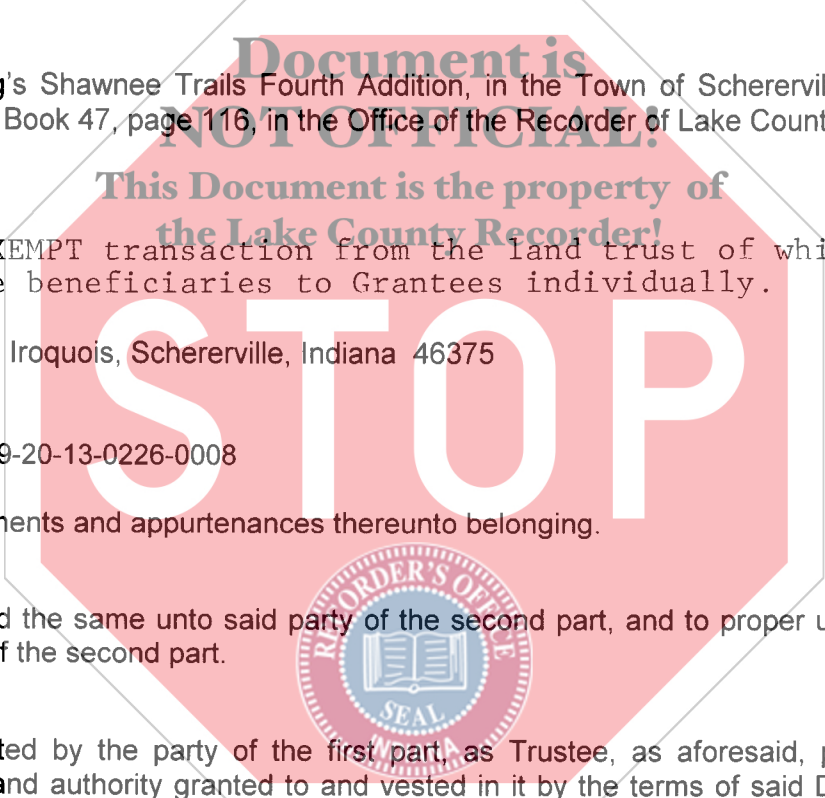 Document is
g's Shawnee Trails Fourth Addition, in the Town of Scherervil
Book 47, page 116, in the Office of the Recorder of Lake Count
NOT OFFICIAL!
This Document is the property of
the Lake County Recorder!
XEMPT transaction from the land trust of whi
e beneficiaries to Grantees individually.
STOP
Iroquois, Schererville, Indiana 46375
9-20-13-0226-0008
nents and appurtenances thereunto belonging.
RECORDER'S OFFICE
d the same unto said party of the second part, and to proper u
f the second part.
SEAL
INDIANA
ted by the party of the first part, as Trustee, as aforesaid, p
and authority granted to and vested in it by the terms of said D